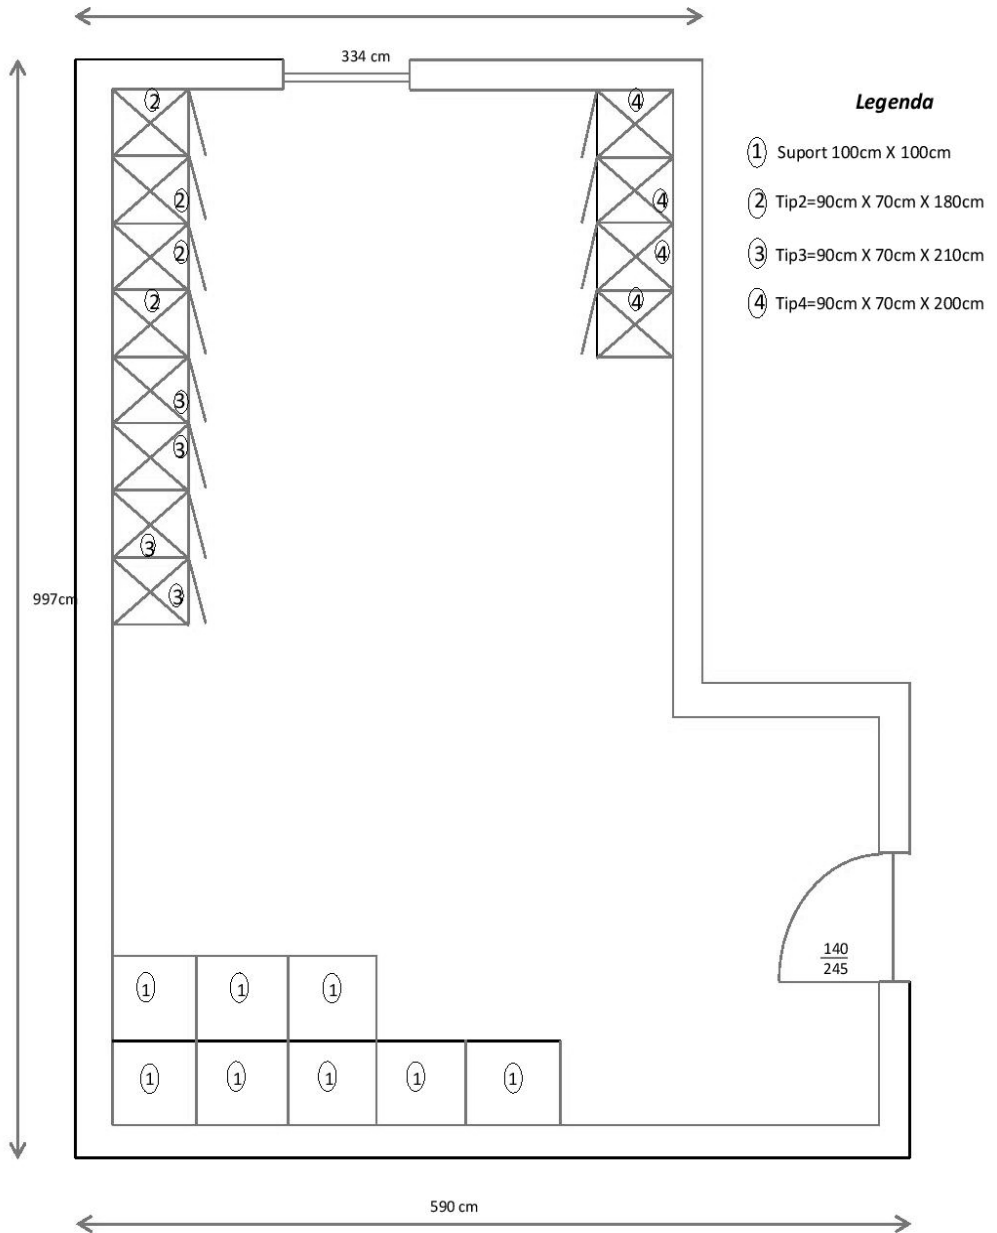 334 cm
Legenda
1 Suport 100cm X 100cm
2 Tip2=90cm X 70cm X 180cm
3 Tip3=90cm X 70cm X 210cm
4 Tip4=90cm X 70cm X 200cm
2
4
2
4
2
4
2
4
3
3
3
3
997cm
140
245
1
1
1
1
1
1
1
1
590 cm